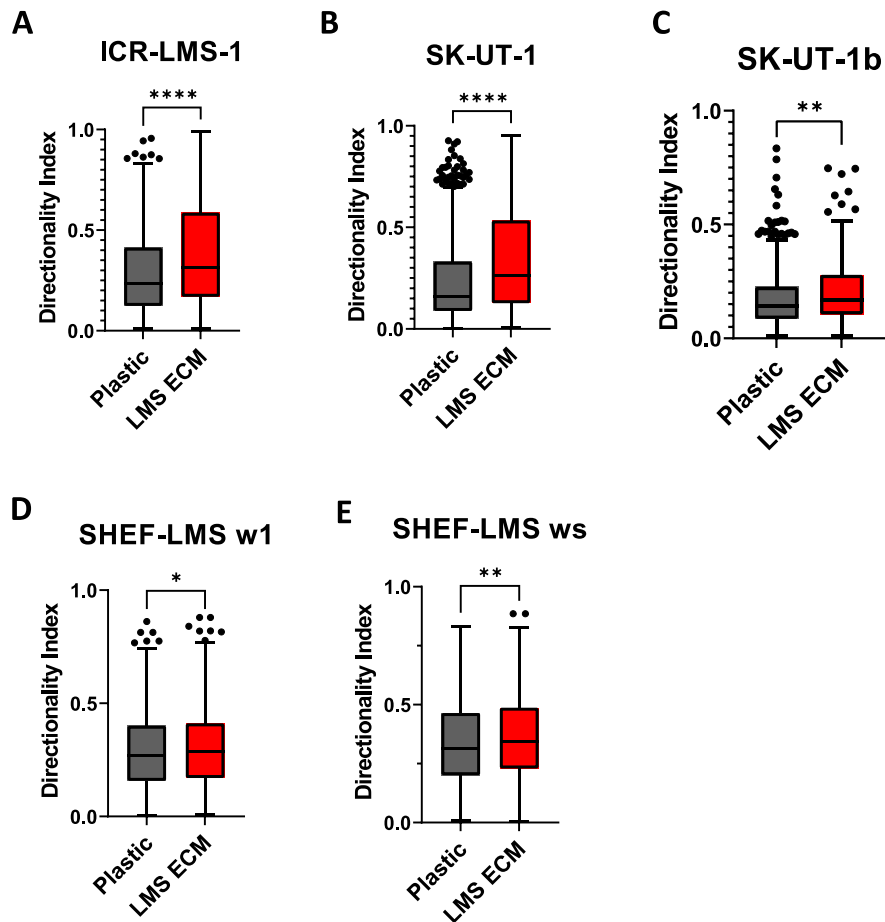 A
ICR-LMS-1
****
Directionality Index
1.0
0.5
0.0
Plastic
LMS ECM
B
SK-UT-1
****
Directionality Index
1.0
0.5
0.0
Plastic
LMS ECM
C
SK-UT-1b
**
Directionality Index
1.0
0.5
0.0
Plastic
LMS ECM
D
SHEF-LMS w1
*
Directionality Index
1.0
0.5
0.0
Plastic
LMS ECM
E
SHEF-LMS ws
**
Directionality Index
1.0
0.5
0.0
Plastic
LMS ECM